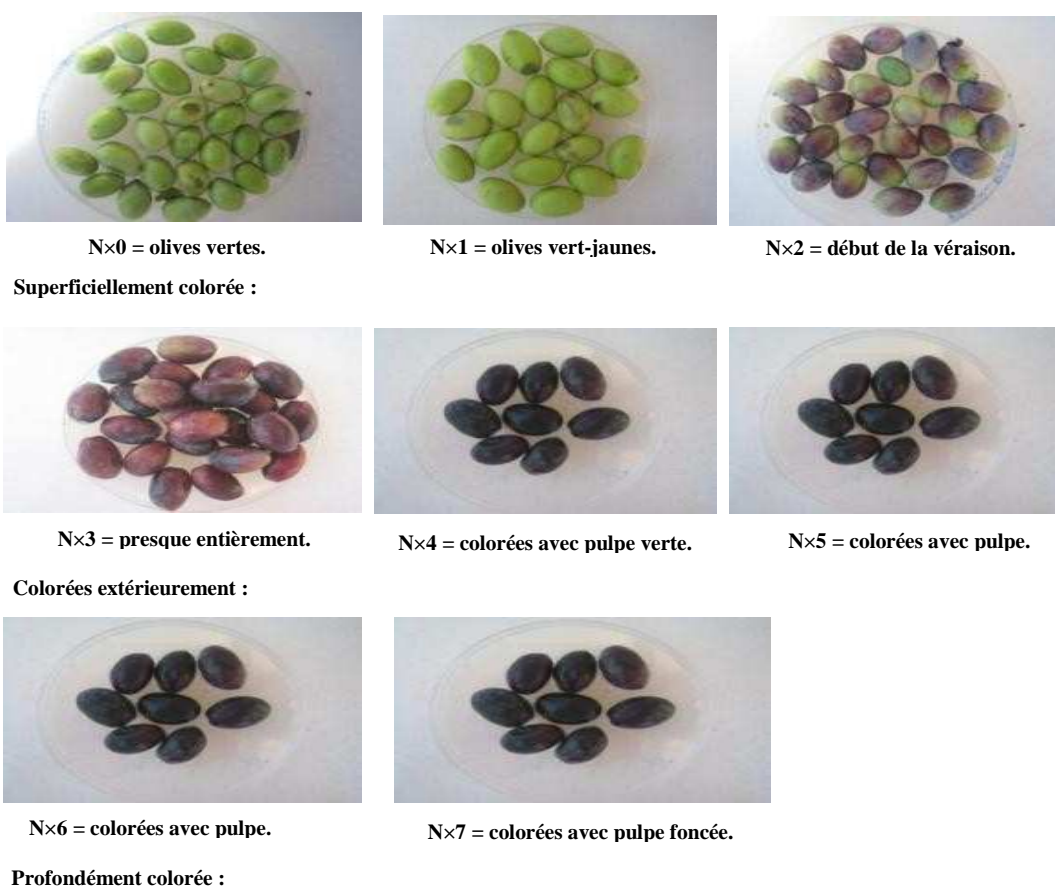 N×0 = olives vertes.
N×1 = olives vert-jaunes.
N×2 = début de la véraison.
Superficiellement colorée :
N×3 = presque entièrement.
N×4 = colorées avec pulpe verte.
N×5 = colorées avec pulpe.
Colorées extérieurement :
N×6 = colorées avec pulpe.
N×7 = colorées avec pulpe foncée.
Profondément colorée :